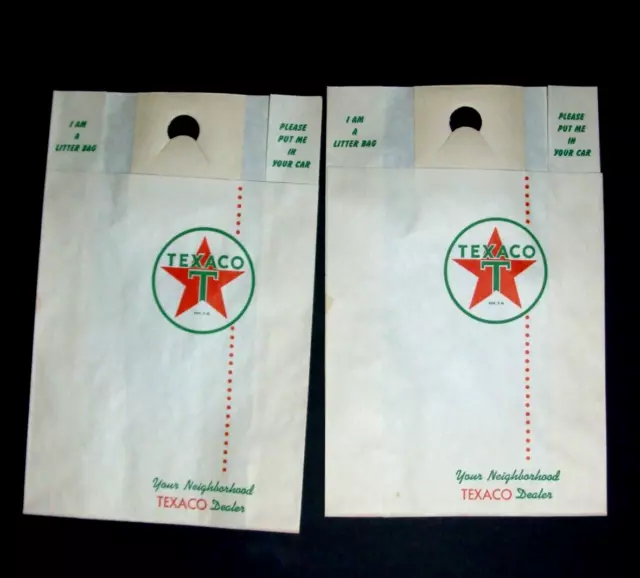 I AM
A
LITTER BAG
PLEASE
PUT ME
IN
YOUR CAR
TEXACO
T
Your Neighborhood
TEXACO Dealer
I AM
A
LITTER BAG
PLEASE
PUT ME
IN
YOUR CAR
TEXACO
T
Your Neighborhood
TEXACO Dealer